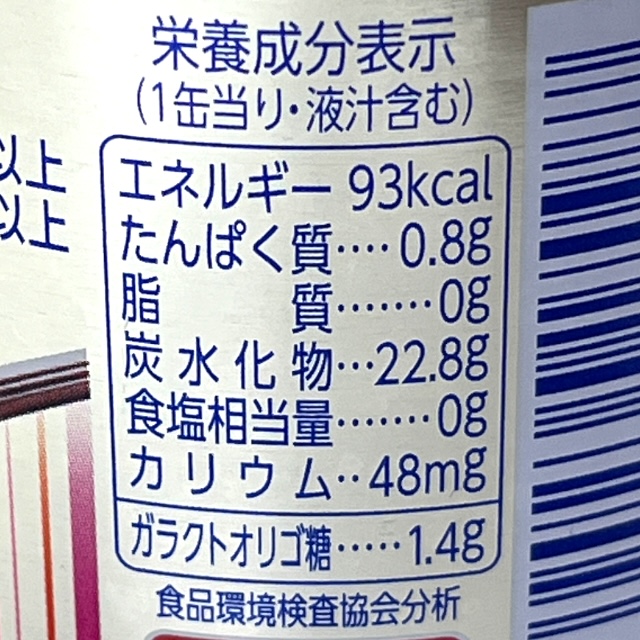 栄養成分表示
(1缶当り・液汁含む)
以上
以上
エネルギー 93kcal
たんぱく質‥‥0.8g
脂質‥‥‥0g
炭水化物‥·22.8g
食塩相当量‥‥‥0g
カリウム‥48mg
ガラクトオリゴ糖‥‥·1.4g
食品環境検査協会分析